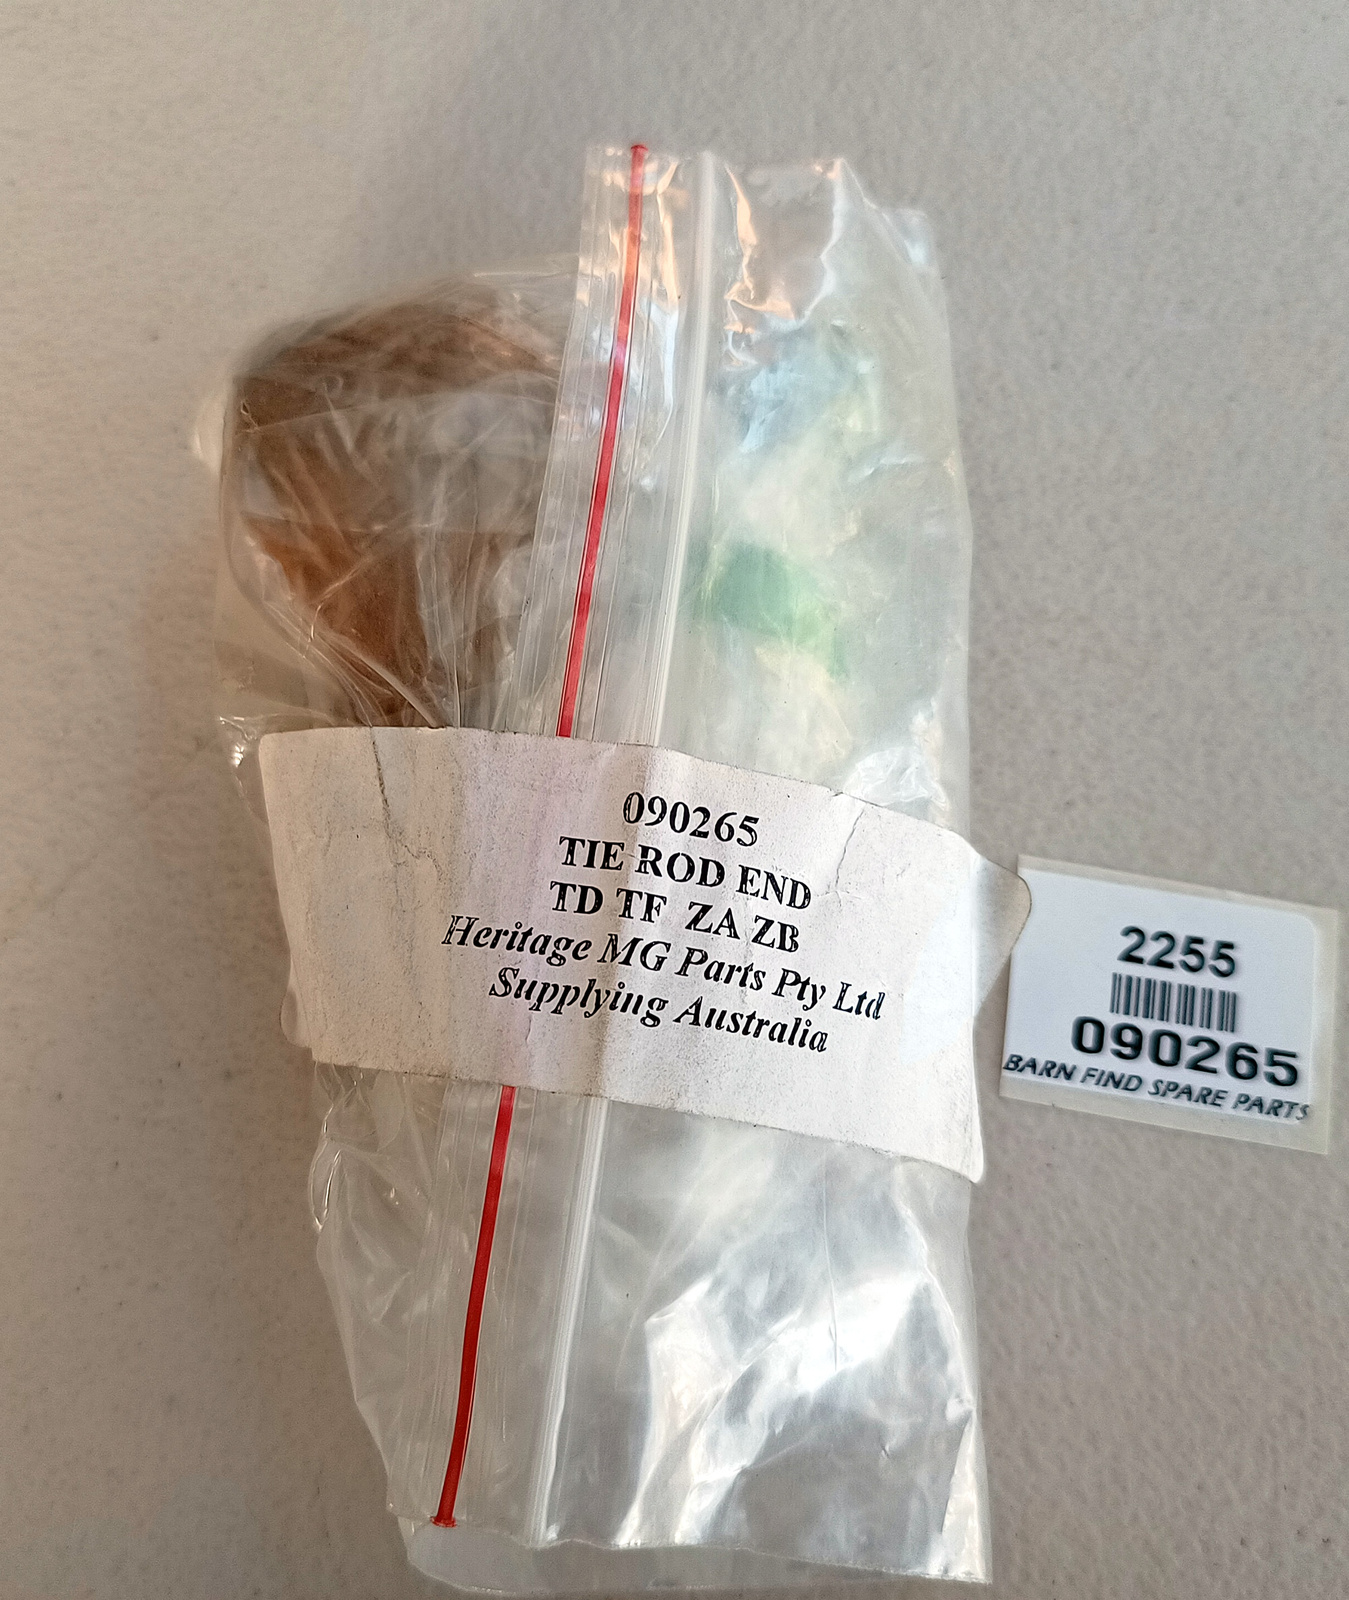 090265
TIE ROD END
TD TF ZA ZB
Heritage MG Parts Pty Ltd
Supplying Australia
2255
090265
BARN FIND SPARE PARTS